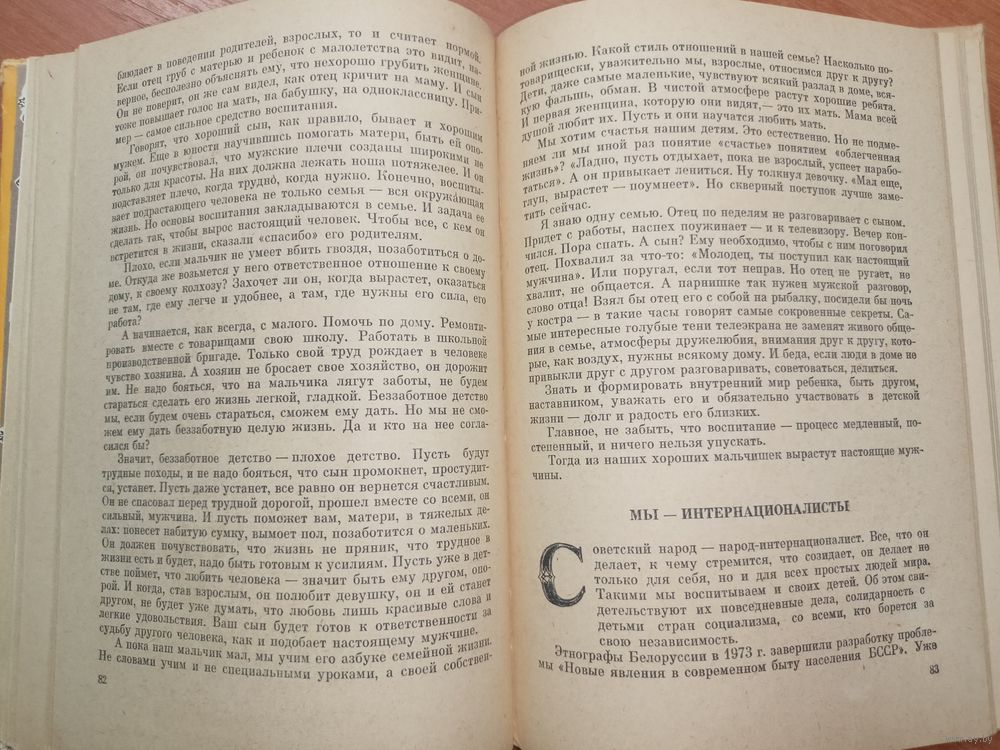 блюдает в поведении родителей, взрослых, то и считает нормой.
Если отец груб с матерью и ребенок с малолетства это видит, на-
верное, бесполезно объяснять ему, что нехорошо грубить женщине.
Он не поверит, он же сам видел, как отец кричит на маму. И сын
тоже повышает голос на мать, на бабушку, на одноклассницу. При-
мер — самое сильное средство воспитания.
Говорят, что хороший сын, как правило, бывает и хорошим
мужем. Еще в юности научившись помогать матери, быть ей опо-
рой, он почувствовал, что мужские плечи созданы широкими не
только для красоты. На них должна лежать ноша потяжелее. И он
подставляет плечо, когда трудно, когда нужно. Конечно, воспиты-
вает подрастающего человека не только семья — вся окружающая
жизнь. Но основы воспитания закладываются в семье. И задача ее
сделать так, чтобы вырос настоящий человек. Чтобы все, с кем он
встретится в жизни, сказали «спасибо» его родителям.
Плохо, если мальчик не умеет вбить гвоздя, позаботиться о до-
ме. Откуда же возьмется у него ответственное отношение к своему
дому, к своему колхозу? Захочет ли он, когда вырастет, оказаться
не там, где ему легче и удобнее, а там, где нужны его сила, его
работа?
А начинается, как всегда, с малого. Помочь по дому. Ремонти-
ровать вместе с товарищами свою школу. Работать в школьной
производственной бригаде. Только свой труд рождает в человеке
чувство хозяина. А хозяин не бросает свое хозяйство, он дорожит
им. Не надо бояться, что на мальчика лягут заботы, не будем
стараться сделать его жизнь легкой, гладкой. Беззаботное детство
мы, если будем очень стараться, сможем ему дать. Но мы не смо-
жем ему дать беззаботную целую жизнь. Да и кто на нее согла-
сился бы?
Значит, беззаботное детство — плохое детство. Пусть будут
трудные походы, и не надо бояться, что сын промокнет, простудит-
ся, устанет. Пусть даже устанет, все равно он вернется счастливым.
Он не спасовал перед трудной дорогой, прошел вместе со всеми, он
сильный, мужчина. И пусть поможет вам, матери, в тяжелых де-
лах: понесет набитую сумку, вымоет пол, позаботится о маленьких.
Он должен почувствовать, что жизнь не пряник, что трудное в
жизни есть и будет, надо быть готовым к усилиям. Пусть уже в дет-
стве поймет, что любить человека — значит быть ему другом, опо-
рой. И когда, став взрослым, он полюбит девушку, он и ей станет
другом, не будет уже думать, что любовь лишь красивые слова и
легкие удовольствия. Ваш сын будет готов к ответственности за
судьбу другого человека, как и подобает настоящему мужчине.
А пока наш мальчик мал, мы учим его азбуке семейной жизни.
Не словами учим и не специальными уроками, а своей собствен-
82
ной жизнью. Какой стиль отношений в нашей семье? Насколько по-
товарищески, уважительно мы, взрослые, относимся друг к другу?
Дети, даже самые маленькие, чувствуют всякий разлад в доме, вся-
кую фальшь, обман. В чистой атмосфере растут хорошие ребята.
И первая женщина, которую они видят,— это их мать. Мама всей
душой любит их. Пусть и они научатся любить мать.
Мы хотим счастья нашим детям. Это естественно. Но не подме-
няем ли мы иной раз понятие «счастье» понятием «облегченная
жизнь»? «Ладно, пусть отдыхает, пока не взрослый, успеет нарабо-
таться». А он привыкает лениться. Ну толкнул девочку. «Мал еще,
глуп, вырастет — поумнеет». Но скверный поступок лучше заме-
тить сейчас.
Я знаю одну семью. Отец по неделям не разговаривает с сыном.
Придет с работы, наспех поужинает — и к телевизору. Вечер кон-
чился. Пора спать. А сын? Ему необходимо, чтобы с ним поговорил
отец. Похвалил за что-то: «Молодец, ты поступил как настоящий
мужчина». Или поругал, если тот неправ. Но отец не ругает, не
хвалит, не общается. А парнишке так нужен мужской разговор,
слово отца! Взял бы отец его с собой на рыбалку, посидели бы ночь
у костра — в такие часы говорят самые сокровенные секреты. Са-
мые интересные голубые тени телеэкрана не заменят живого обще-
ния в семье, атмосферы дружелюбия, внимания друг к другу, кото-
рые, как воздух, нужны всякому дому. И беда, если люди в доме не
привыкли друг с другом разговаривать, советоваться, делиться.
Знать и формировать внутренний мир ребенка, быть другом,
наставником, уважать его и обязательно участвовать в детской
жизни — долг и радость его близких.
Главное, не забыть, что воспитание — процесс медленный, по-
степенный, и ничего нельзя упускать.
Тогда из наших хороших мальчишек вырастут настоящие муж-
чины.
МЫ — ИНТЕРНАЦИОНАЛИСТЫ
Советский народ — народ-интернационалист. Все, что он
делает, к чему стремится, что созидает, он делает не
только для себя, но и для всех простых людей мира.
Такими мы воспитываем и своих детей. Об этом сви-
детельствуют их повседневные дела, солидарность с
детьми стран социализма, со всеми, кто борется за
свою независимость.
Этнографы Белоруссии в 1973 г. завершили разработку пробле-
мы «Новые явления в современном быту населения БССР». Уже
83